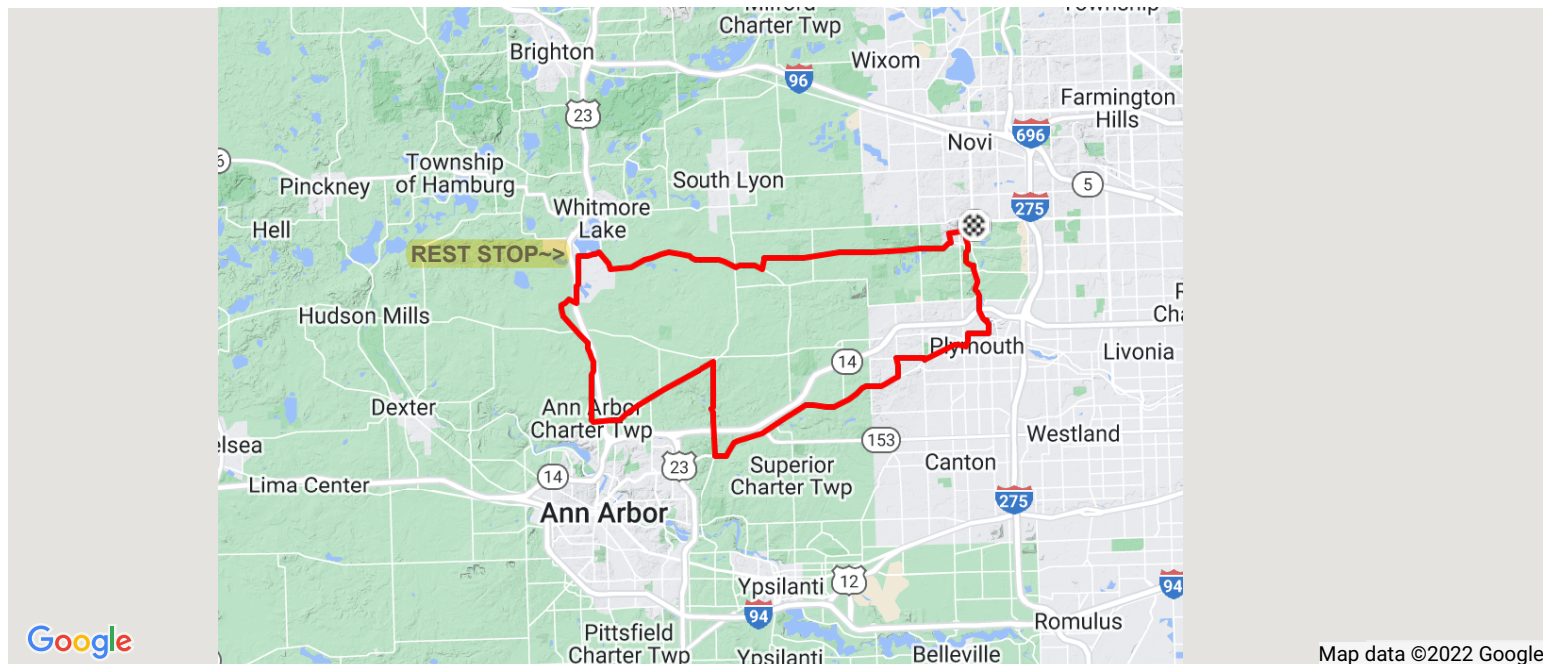 Milford
Charter Twp
Township
Brighton
Wixom
96
Farmington
Hills
23
696
Novi
Township
of Hamburg
Pinckney
South Lyon
5
6
275
Whitmore
Lake
Hell
REST STOP~>
Hudson Mills
Plymouth
Livonia
14
Dexter
Ann Arbor
Charter Twp
153
Westland
elsea
23
Superior
Charter Twp
Canton
14
Lima Center
275
Ann Arbor
Ypsilanti
12
94
94
Romulus
Pittsfield
Charter Twp
Ypsilanti
Belleville
Google
Map data ©2022 Google